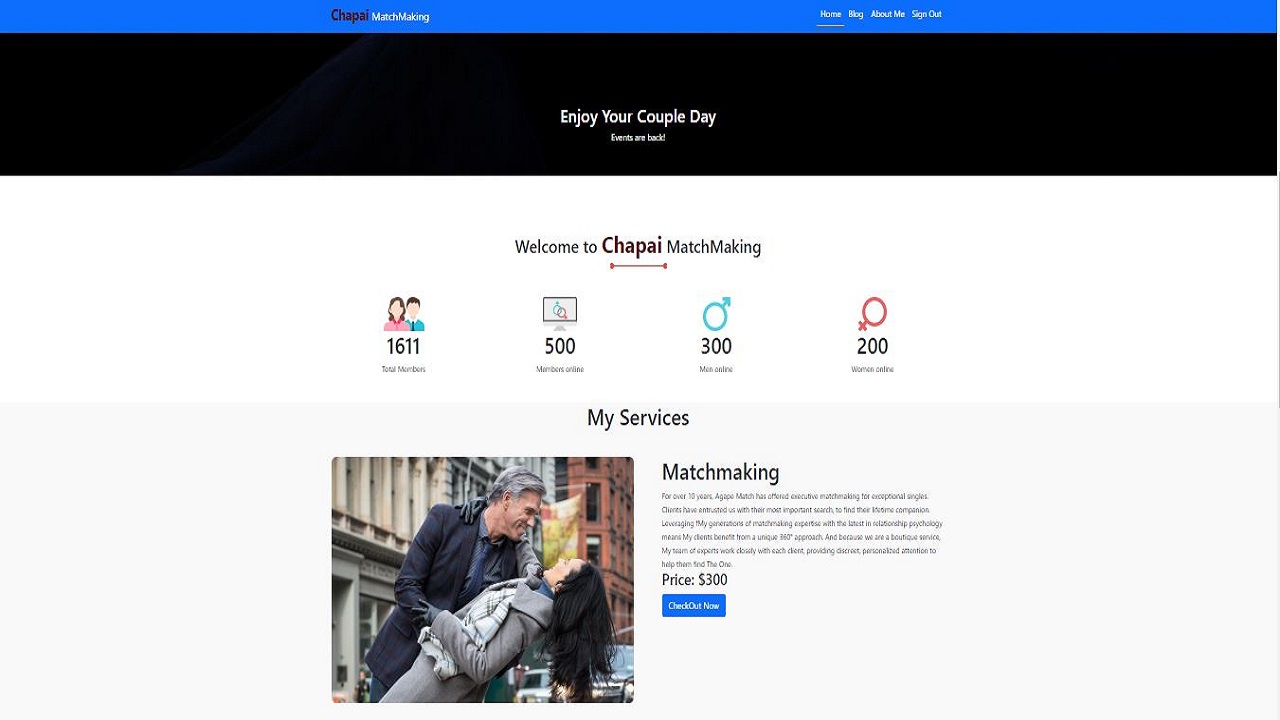 Chapai MatchMaking
Home Blog About Me Sign Out
Enjoy Your Couple Day
Events are back!
Welcome to Chapai MatchMaking
1611 500 300 200
Total Members Members online Men online Women online
My Services
Matchmaking
For over 10 years, Agape Match has offered executive matchmaking for exceptional singles.
Clients have entrusted us with their most important search, to find their lifetime companion.
Leveraging fMy generations of matchmaking expertise with the latest in relationship psychology
means My clients benefit from a unique 360° approach. And because we are a boutique service,
My team of experts work closely with each client, providing discreet, personalized attention to
help them find The One.
Price: $300
CheckOut Now